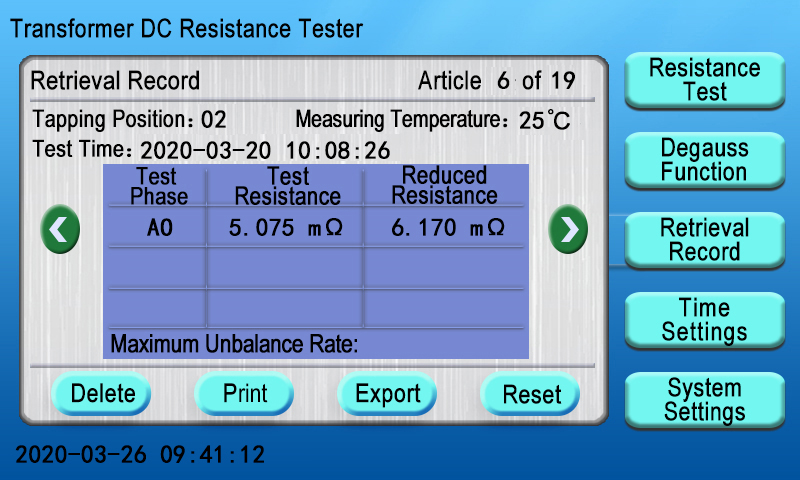 Transformer DC Resistance Tester
Retrieval Record Article 6 of 19
Tapping Position: 02 Measuring Temperature: 25℃
Test Time: 2020-03-20 10:08:26
Test Phase Test Resistance Reduced Resistance
A0 5.075 mΩ 6.170 mΩ
Maximum Unbalance Rate:
Delete Print Export Reset
Resistance
Test
Degauss
Function
Retrieval
Record
Time
Settings
System
Settings
2020-03-26 09:41:12